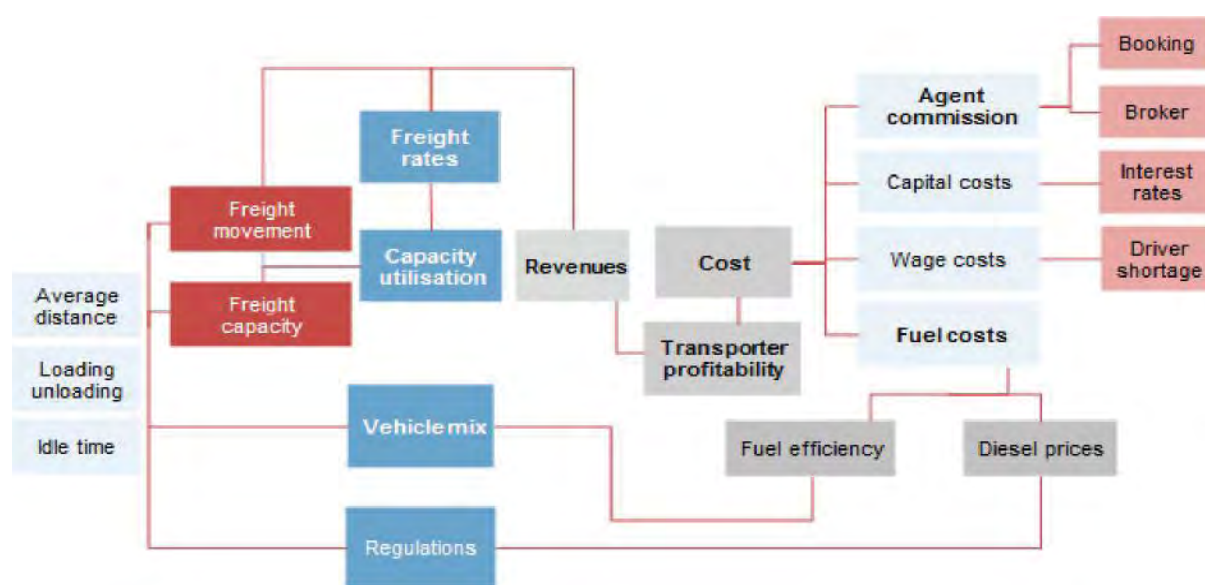 Booking
Agent
commission
Broker
Freight
rates
Capital costs
Interest
rates
Freight
movement
Capacity
utilisation
Revenues
Cost
Wage costs
Driver
shortage
Average
distance
Freight
capacity
Fuel costs
Transporter
profitability
Loading
unloading
Vehicle mix
Idle time
Fuel efficiency
Diesel prices
Regulations